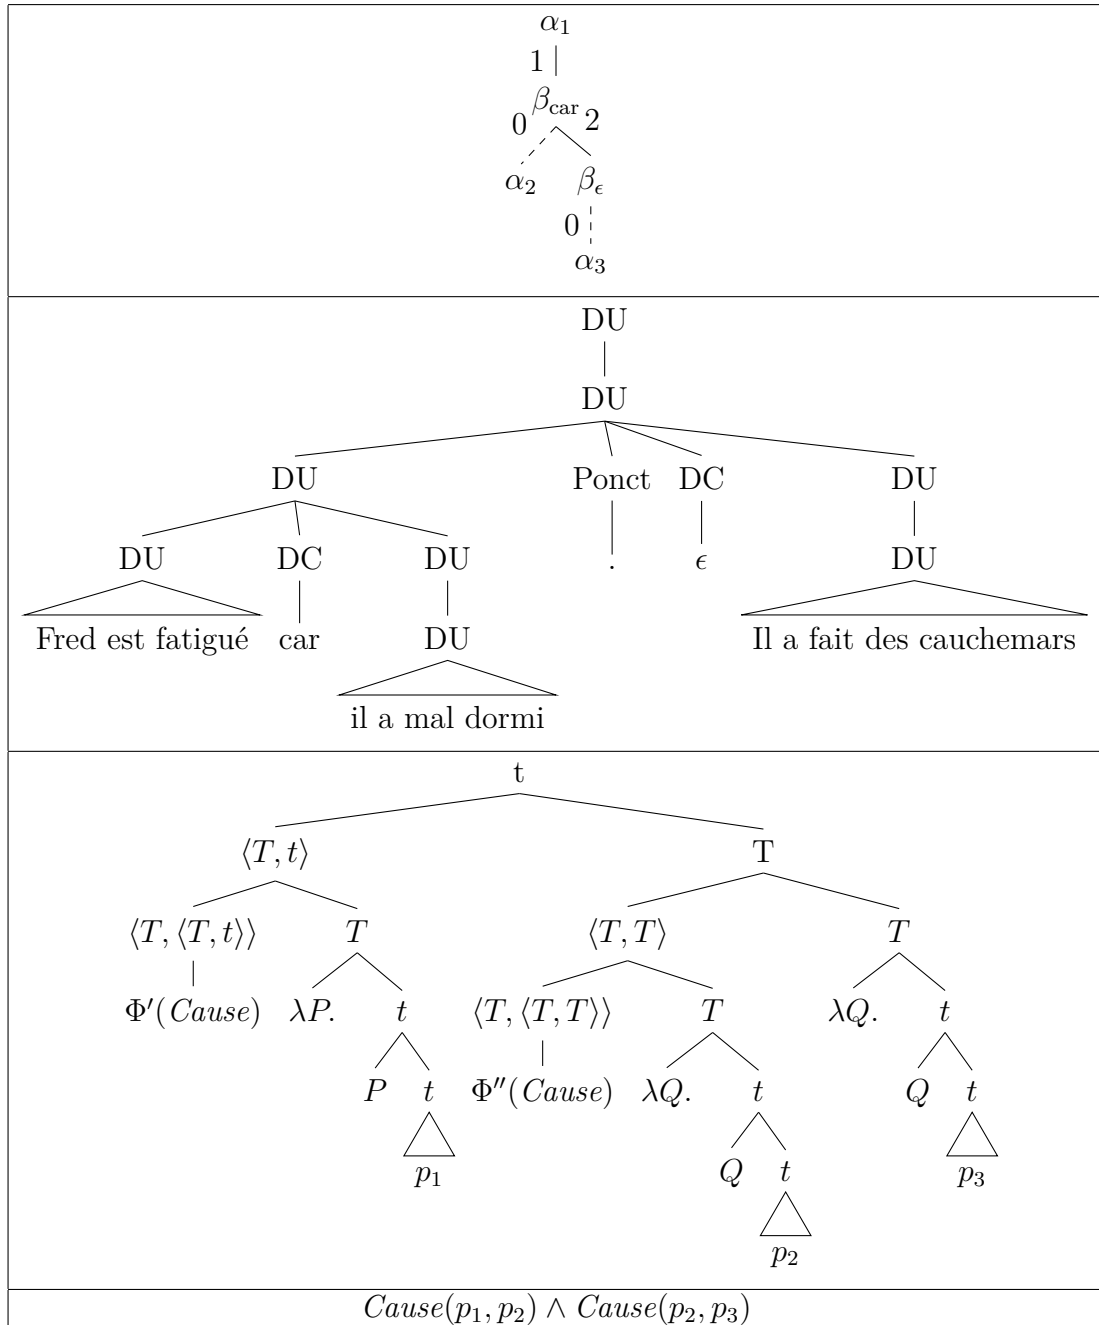 α₁
1
β_car
0 2
α₂ β_ϵ
0
α₃
DU
DU
DU Ponct DC DU
DU DC DU . ϵ DU
Fred est fatigué car DU Il a fait des cauchemars
il a mal dormi
t
⟨T, t⟩ T
⟨T, ⟨T, t⟩⟩ T ⟨T, T⟩ T
Φ′(Cause) λP. t ⟨T, ⟨T, T⟩⟩ T λQ. t
P t Φ′′(Cause) λQ. t Q t
p₁ Q t p₃
p₂
Cause(p₁, p₂) ∧ Cause(p₂, p₃)